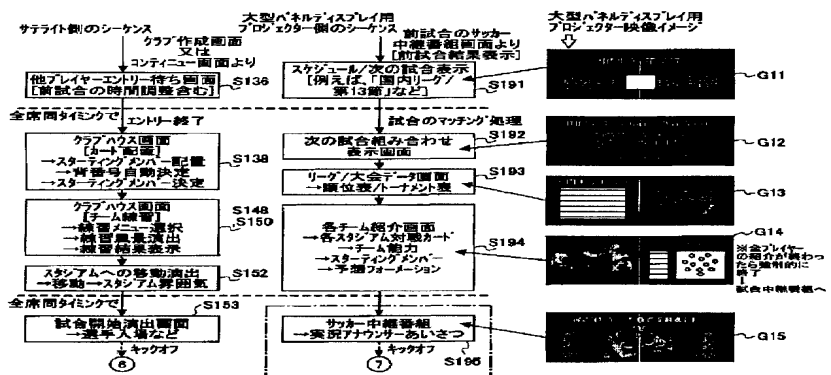 サテライト側のシーケンス
クラブ作成画面
又は
コンティニュー画面より
他プレイヤーエントリー待ち画面
[前試合の時間調整含む]
S136
全席同タイミングで
エントリー終了
クラブハウス画面
[カード配置]
→スターティングメンバー配置
→背番号自動決定
→スターティングメンバー決定
S138
クラブハウス画面
[チーム練習]
→練習メニュー選択
→練習風景演出
→練習結果表示
S148
S150
スタジアムへの移動演出
→移動→スタジアム雰囲気
S152
全席同タイミングで
S153
試合開始演出画面
→選手入場など
キックオフ
6
大型パネルディスプレイ用
プロジェクター側のシーケンス
前試合のサッカー
中継番組画面より
[前試合結果表示]
スケジュール/次の試合表示
[例えば、「国内リーグ/
第13節」など]
S191
試合のマッチング処理
S192
次の試合組み合わせ
表示画面
S193
リーグ/大会データ画面
→順位表/トーナメント表
各チーム紹介画面
→各スタジアム対戦カード
→チーム能力
→スターティングメンバー
→予想フォーメーション
S194
サッカー中継番組
→実況アナウンサーあいさつ
キックオフ
S195
7
大型パネルディスプレイ用
プロジェクター映像イメージ
G11
G12
G13
G14
※全プレイヤー
の紹介が終わっ
たら強制的に
終了
↓
試合中継番組へ
G15